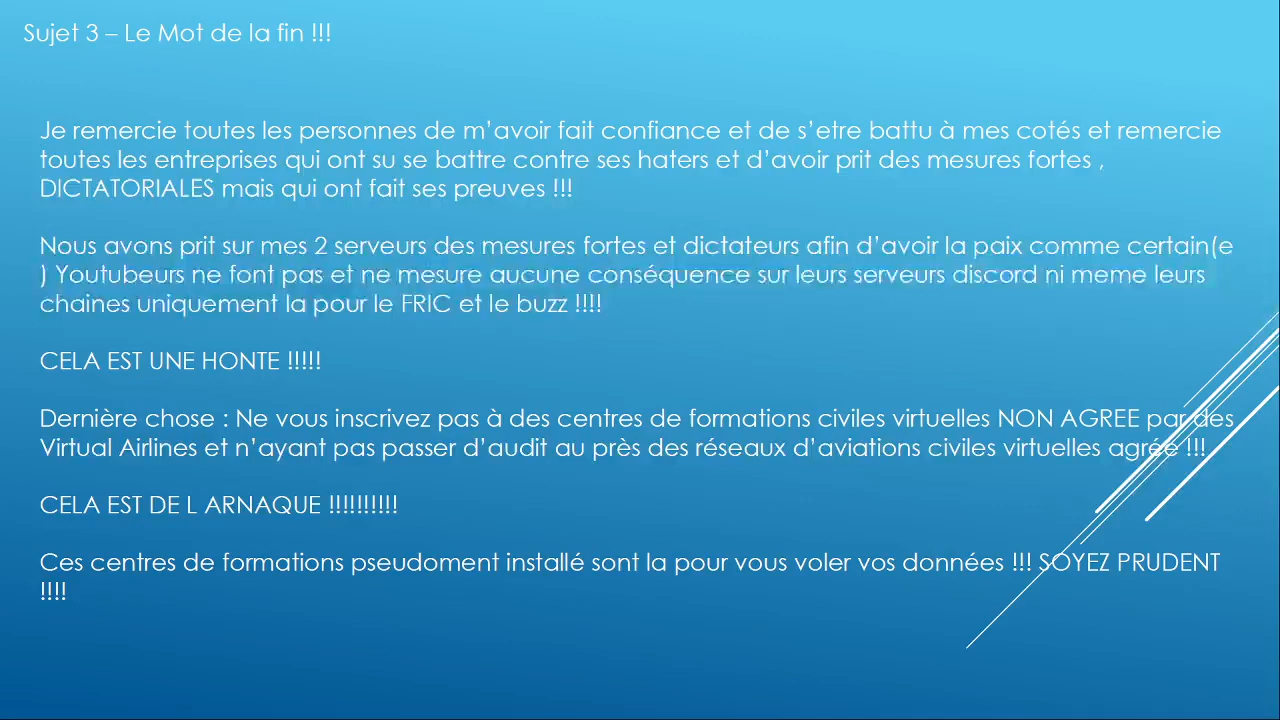 Sujet 3 – Le Mot de la fin !!!
Je remercie toutes les personnes de m’avoir fait confiance et de s’etre battu à mes cotés et remercie
toutes les entreprises qui ont su se battre contre ses haters et d’avoir prit des mesures fortes ,
DICTATORIALES mais qui ont fait ses preuves !!!
Nous avons prit sur mes 2 serveurs des mesures fortes et dictateurs afin d’avoir la paix comme certain(e
) Youtubeurs ne font pas et ne mesure aucune conséquence sur leurs serveurs discord ni meme leurs
chaines uniquement la pour le FRIC et le buzz !!!!
CELA EST UNE HONTE !!!!!
Dernière chose : Ne vous inscrivez pas à des centres de formations civiles virtuelles NON AGREE par des
Virtual Airlines et n’ayant pas passer d’audit au près des réseaux d’aviations civiles virtuelles agrée !!!
CELA EST DE L ARNAQUE !!!!!!!!!!
Ces centres de formations pseudoment installé sont la pour vous voler vos données !!! SOYEZ PRUDENT
!!!!